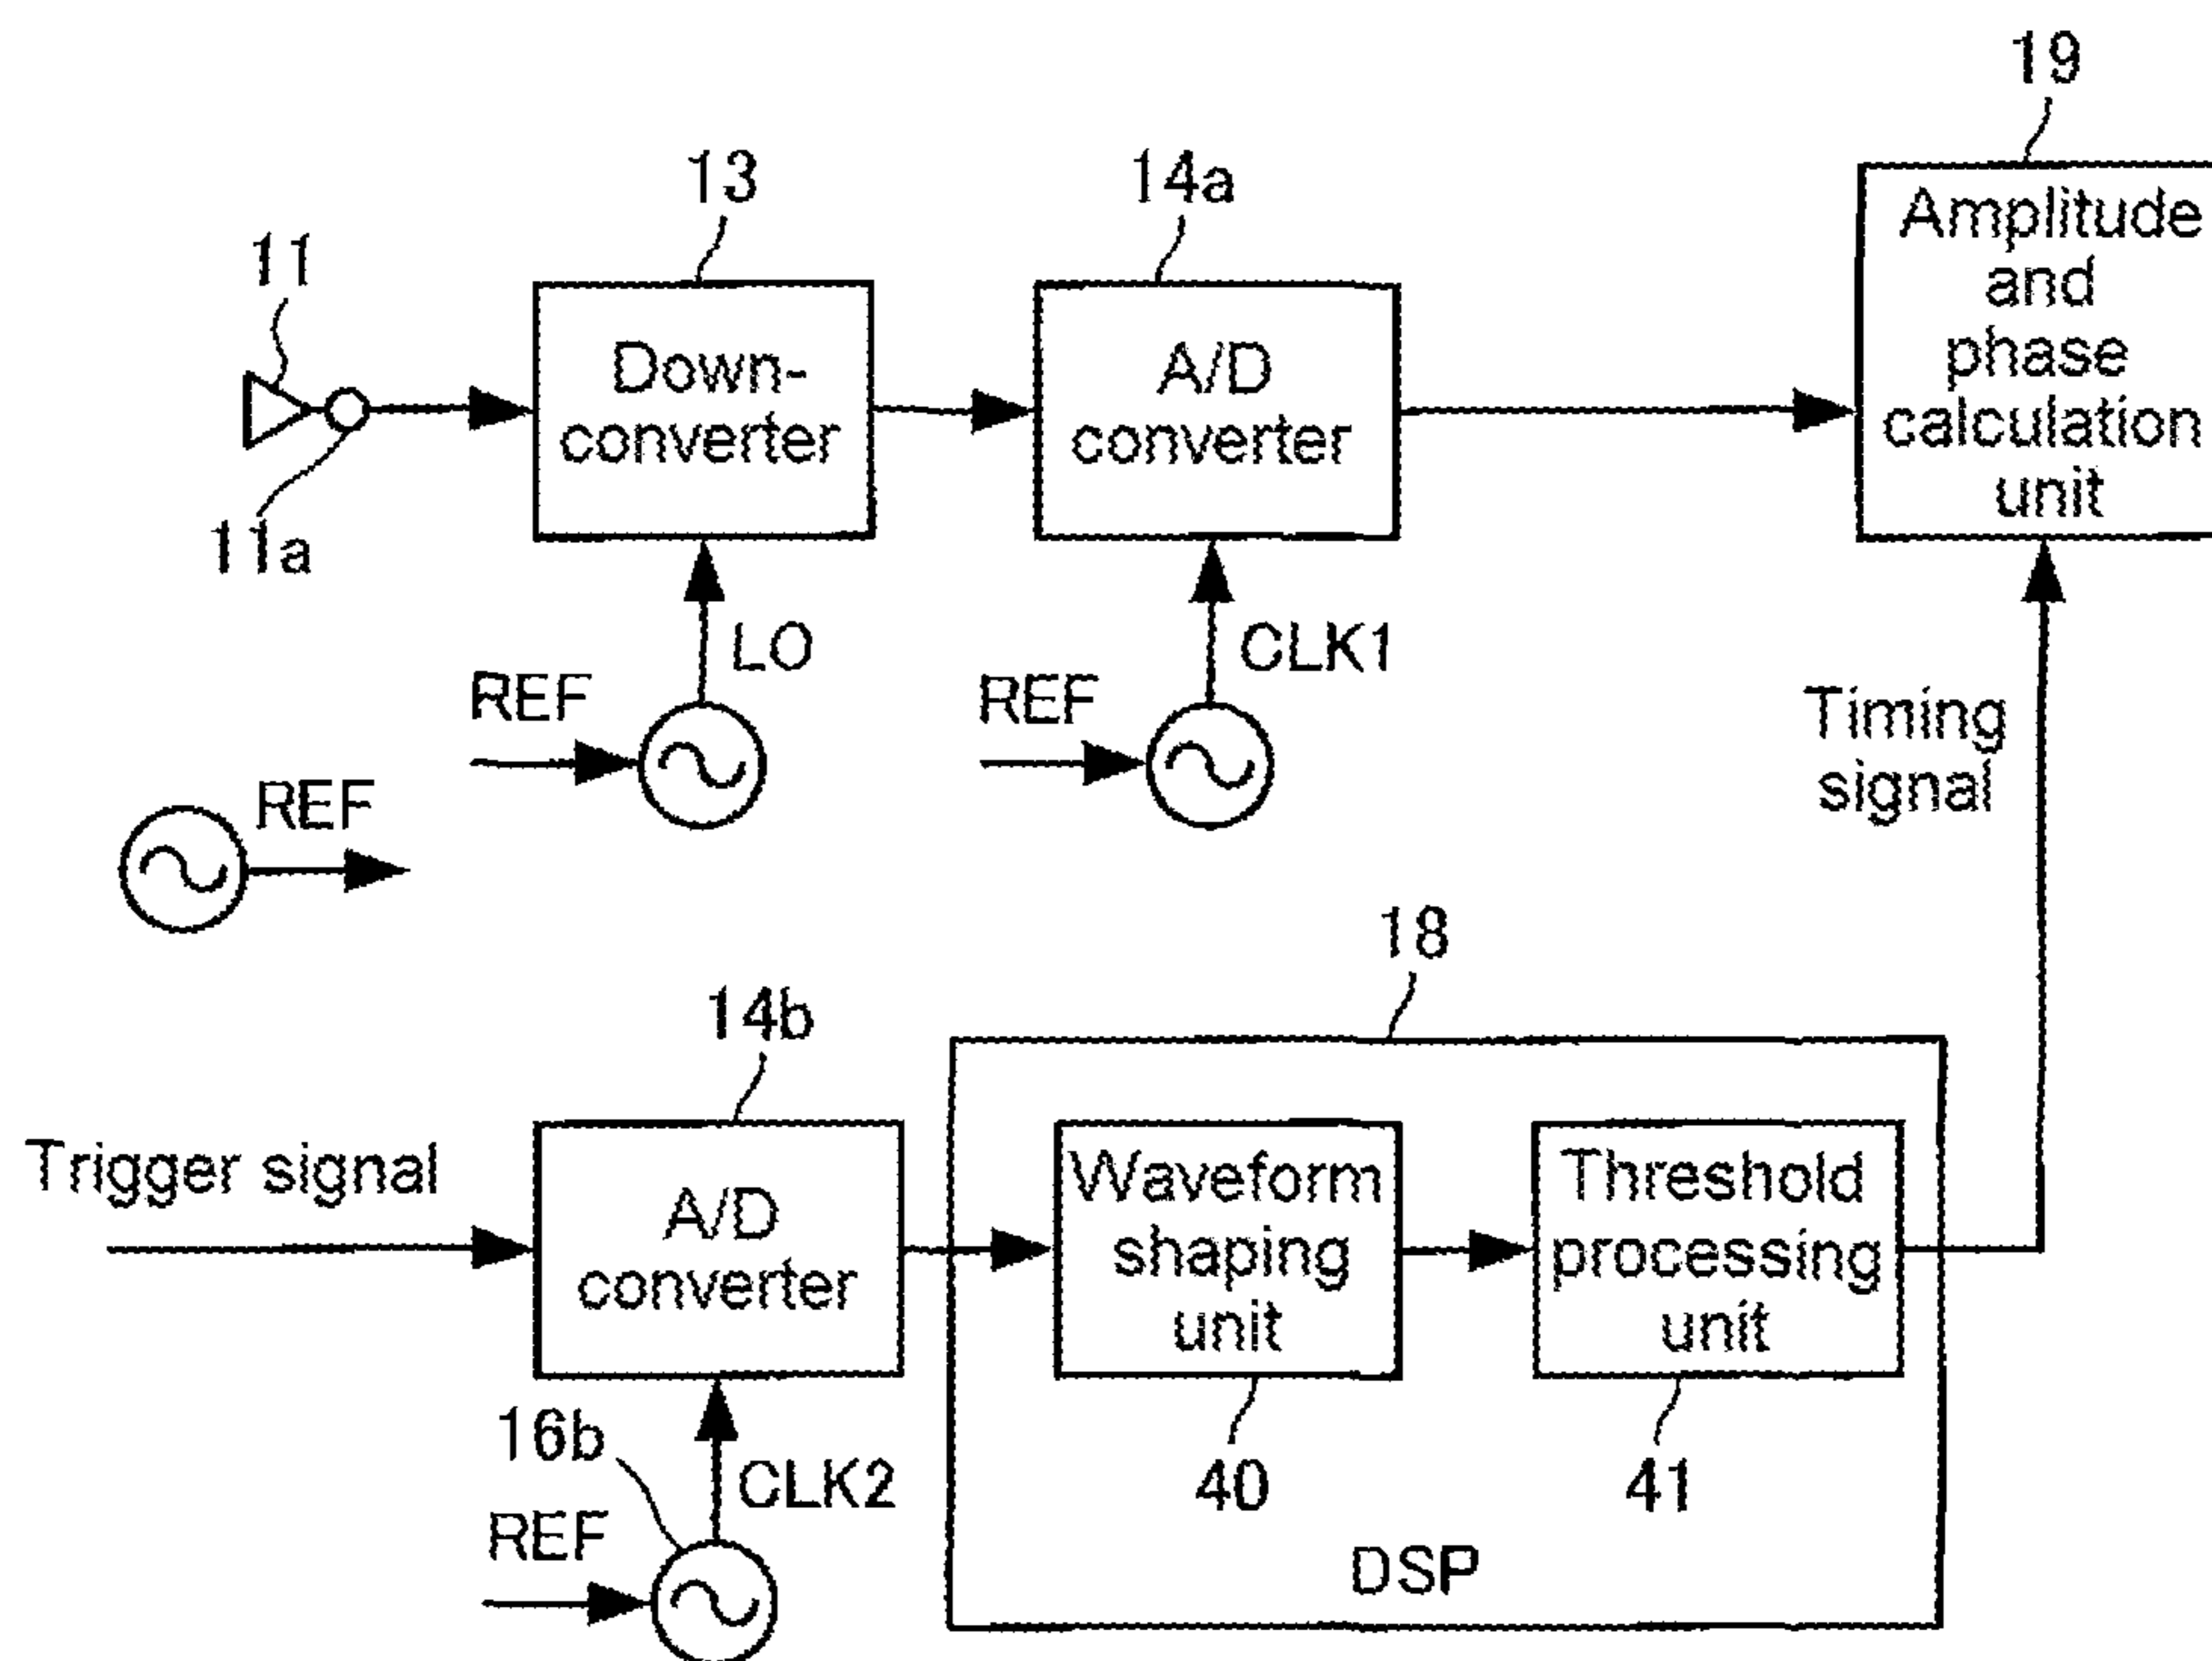 19
13
14a
11
Down-
converter
A/D
converter
Amplitude
and
phase
calculation
unit
11a
LO
CLK1
REF
REF
Timing
signal
REF
18
14b
Trigger signal
A/D
converter
Waveform
shaping
unit
Threshold
processing
unit
16b
CLK2
40
41
REF
DSP